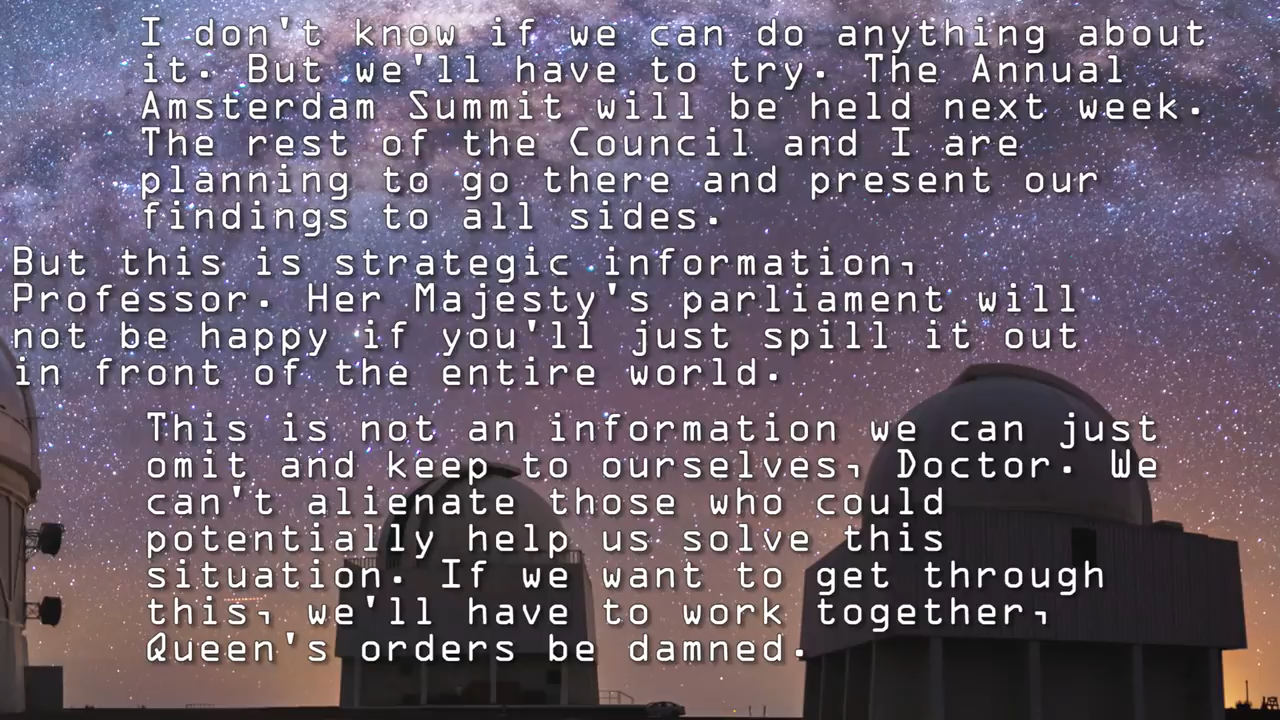 I don't know if we can do anything about
it. But we'll have to try. The Annual
Amsterdam Summit will be held next week.
The rest of the Council and I are
planning to go there and present our
findings to all sides.
But this is strategic information,
Professor. Her Majesty's parliament will
not be happy if you'll just spill it out
in front of the entire world.
This is not an information we can just
omit and keep to ourselves, Doctor. We
can't alienate those who could
potentially help us solve this
situation. If we want to get through
this, we'll have to work together,
Queen's orders be damned.